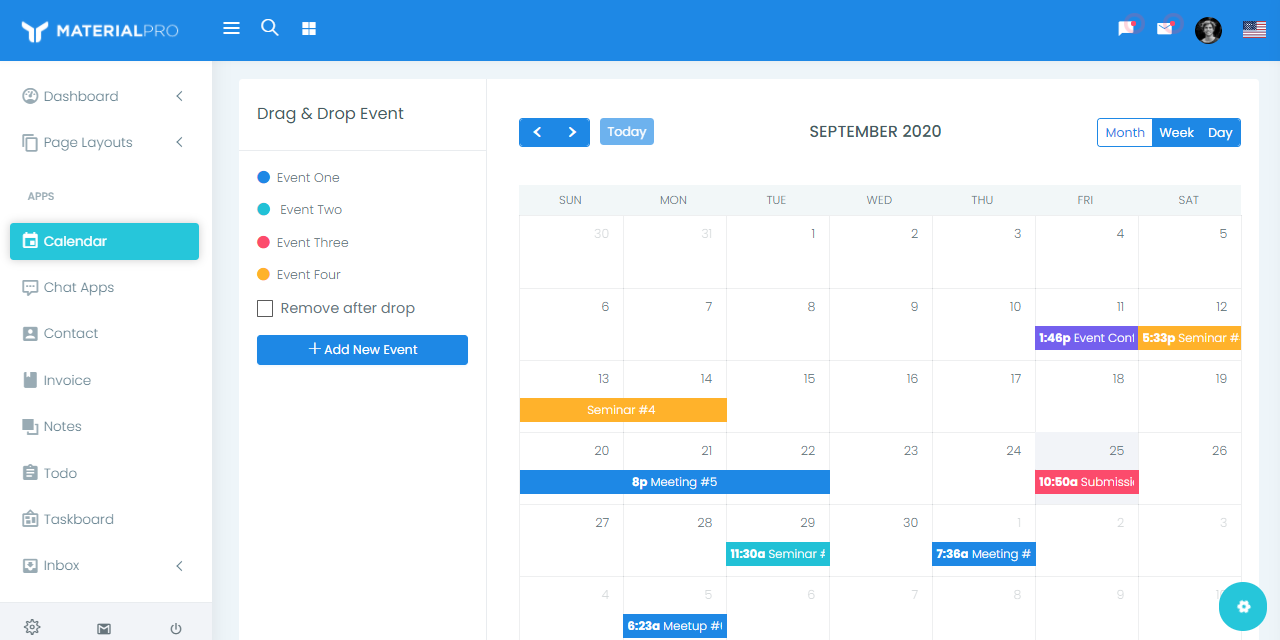 MATERIALPRO
Dashboard
Page Layouts
APPS
Calendar
Chat Apps
Contact
Invoice
Notes
Todo
Taskboard
Inbox
Drag & Drop Event
Event One
Event Two
Event Three
Event Four
Remove after drop
+ Add New Event
Today
SEPTEMBER 2020
Month Week Day
SUN MON TUE WED THU FRI SAT
30 31 1 2 3 4 5
6 7 8 9 10 11 12
1:46p Event Conf 5:33p Seminar #
13 14 15 16 17 18 19
Seminar #4
20 21 22 23 24 25 26
8p Meeting #5
10:50a Submissi
27 28 29 30 1 2 3
11:30a Seminar #
7:36a Meeting #
4 5 6 7 8 9
6:23a Meetup #